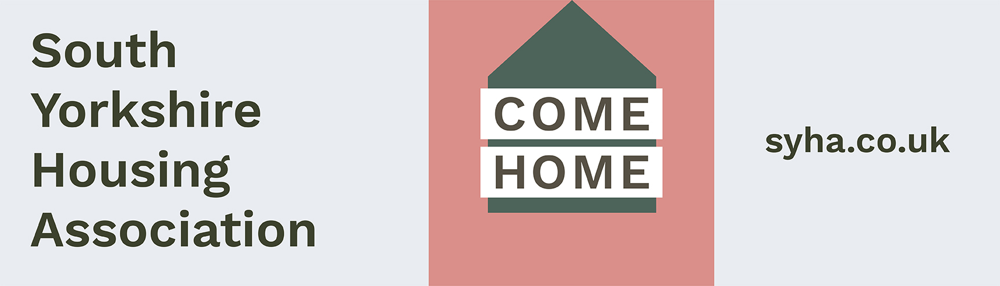 South
Yorkshire
Housing
Association
COME
HOME
syha.co.uk